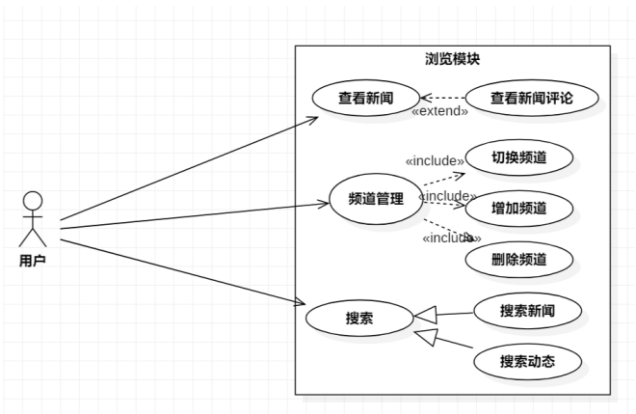 浏览模块
查看新闻
查看新闻评论
«extend»
«include»
切换频道
频道管理
«include»
增加频道
«include»
删除频道
用户
搜索
搜索新闻
搜索动态